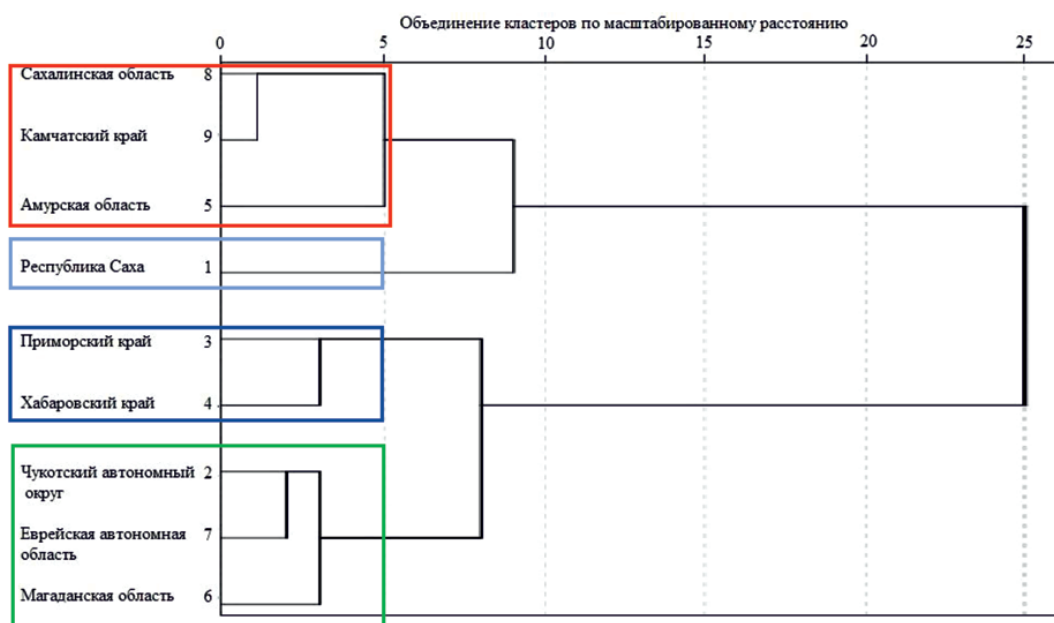 Объединение кластеров по масштабированному расстоянию
0 5 10 15 20 25
Сахалинская область 8
Камчатский край 9
Амурская область 5
Республика Саха 1
Приморский край 3
Хабаровский край 4
Чукотский автономный 2
округ
Еврейская автономная 7
область
Магаданская область 6